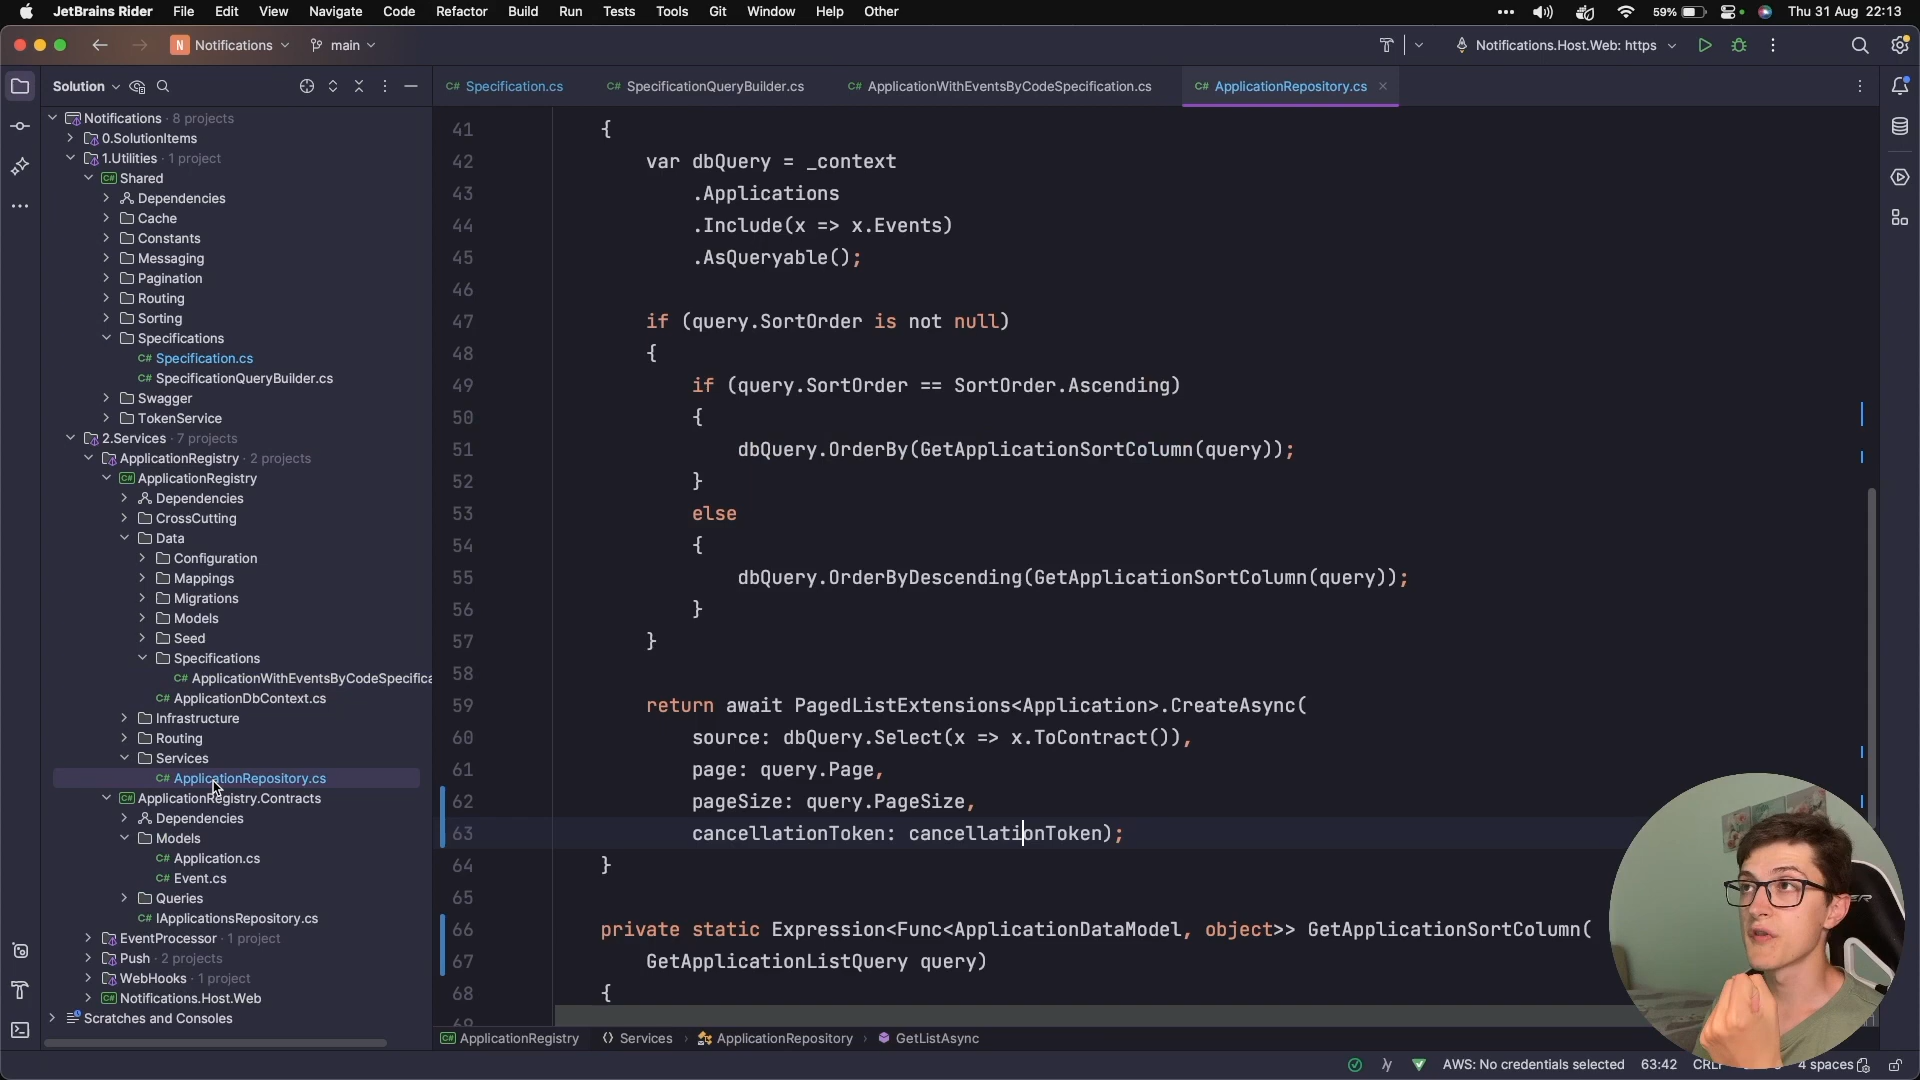 JetBrains Rider File Edit View Navigate Code Refactor Build Run Tests Tools Git Window Help Other 59% Thu 31 Aug 22:13
N Notifications main Notifications.Host.Web: https
Solution
C# Specification.cs C# SpecificationQueryBuilder.cs C# ApplicationWithEventsByCodeSpecification.cs C# ApplicationRepository.cs
Notifications · 8 projects
0.SolutionItems
1.Utilities · 1 project
C# Shared
Dependencies
Cache
Constants
Messaging
Pagination
Routing
Sorting
Specifications
C# Specification.cs
C# SpecificationQueryBuilder.cs
Swagger
TokenService
2.Services · 7 projects
ApplicationRegistry · 2 projects
C# ApplicationRegistry
Dependencies
CrossCutting
Data
Configuration
Mappings
Migrations
Models
Seed
Specifications
C# ApplicationWithEventsByCodeSpecifica
C# ApplicationDbContext.cs
Infrastructure
Routing
Services
C# ApplicationRepository.cs
C# ApplicationRegistry.Contracts
Dependencies
Models
C# Application.cs
C# Event.cs
Queries
C# IApplicationsRepository.cs
EventProcessor · 1 project
Push · 2 projects
WebHooks · 1 project
C# Notifications.Host.Web
Scratches and Consoles
41 {
42 var dbQuery = _context
43 .Applications
44 .Include(x => x.Events)
45 .AsQueryable();
46
47 if (query.SortOrder is not null)
48 {
49 if (query.SortOrder == SortOrder.Ascending)
50 {
51 dbQuery.OrderBy(GetApplicationSortColumn(query));
52 }
53 else
54 {
55 dbQuery.OrderByDescending(GetApplicationSortColumn(query));
56 }
57 }
58
59 return await PagedListExtensions<Application>.CreateAsync(
60 source: dbQuery.Select(x => x.ToContract()),
61 page: query.Page,
62 pageSize: query.PageSize,
63 cancellationToken: cancellationToken);
64 }
65
66 private static Expression<Func<ApplicationDataModel, object>> GetApplicationSortColumn(
67 GetApplicationListQuery query)
68 {
69
C# ApplicationRegistry Services ApplicationRepository GetListAsync
AWS: No credentials selected 63:42 4 spaces